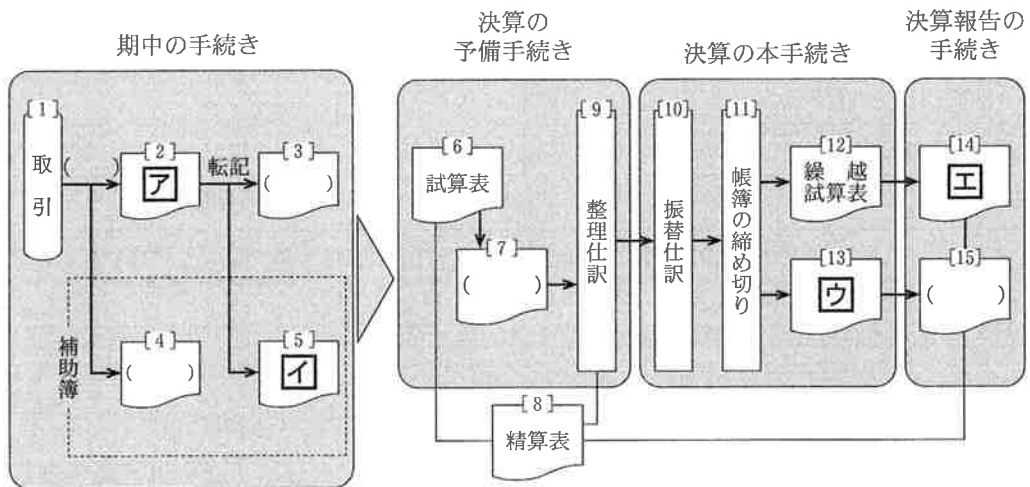 期中の手続き
決算の
予備手続き
決算の本手続き
決算報告の
手続き
[1]
取引
(　　)
[2]
ア
転記
[3]
(　　)
補助簿
[4]
(　　)
[5]
イ
[6]
試算表
[7]
(　　)
[8]
精算表
[9]
整理仕訳
[10]
振替仕訳
[11]
帳簿の締め切り
[12]
繰越
試算表
[13]
ウ
[14]
エ
[15]
(　　)